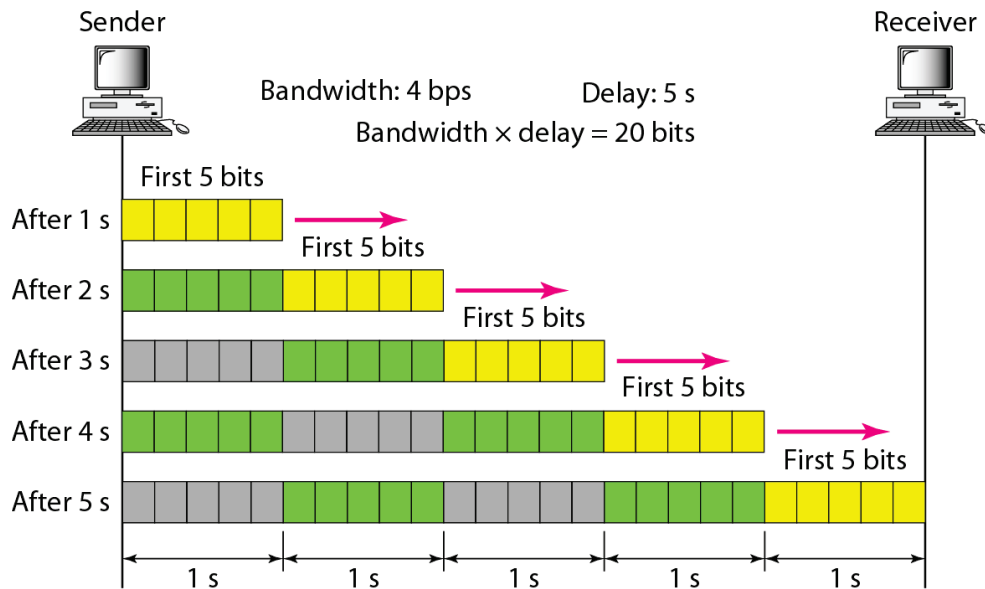 Sender
Receiver
Bandwidth: 4 bps
Delay: 5 s
Bandwidth × delay = 20 bits
First 5 bits
After 1 s
First 5 bits
After 2 s
First 5 bits
After 3 s
First 5 bits
After 4 s
First 5 bits
After 5 s
1 s
1 s
1 s
1 s
1 s